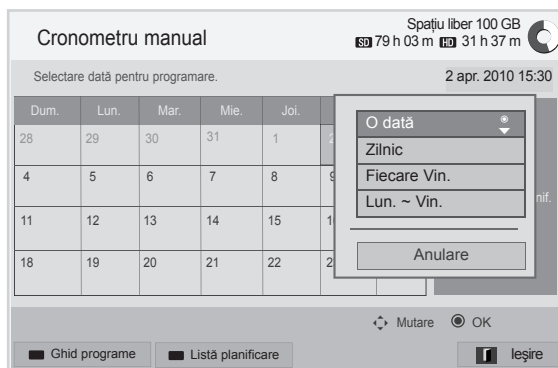 Cronometru manual
Spațiu liber 100 GB
SD 79 h 03 m HD 31 h 37 m
Selectare dată pentru programare.
2 apr. 2010 15:30
Dum. Lun. Mar. Mie. Joi.
28 29 30 31 1 2
4 5 6 7 8 9
11 12 13 14 15
18 19 20 21 22
O dată
Zilnic
Fiecare Vin.
Lun. ~ Vin.
Anulare
Mutare OK
Ghid programe Listă planificare Ieşire